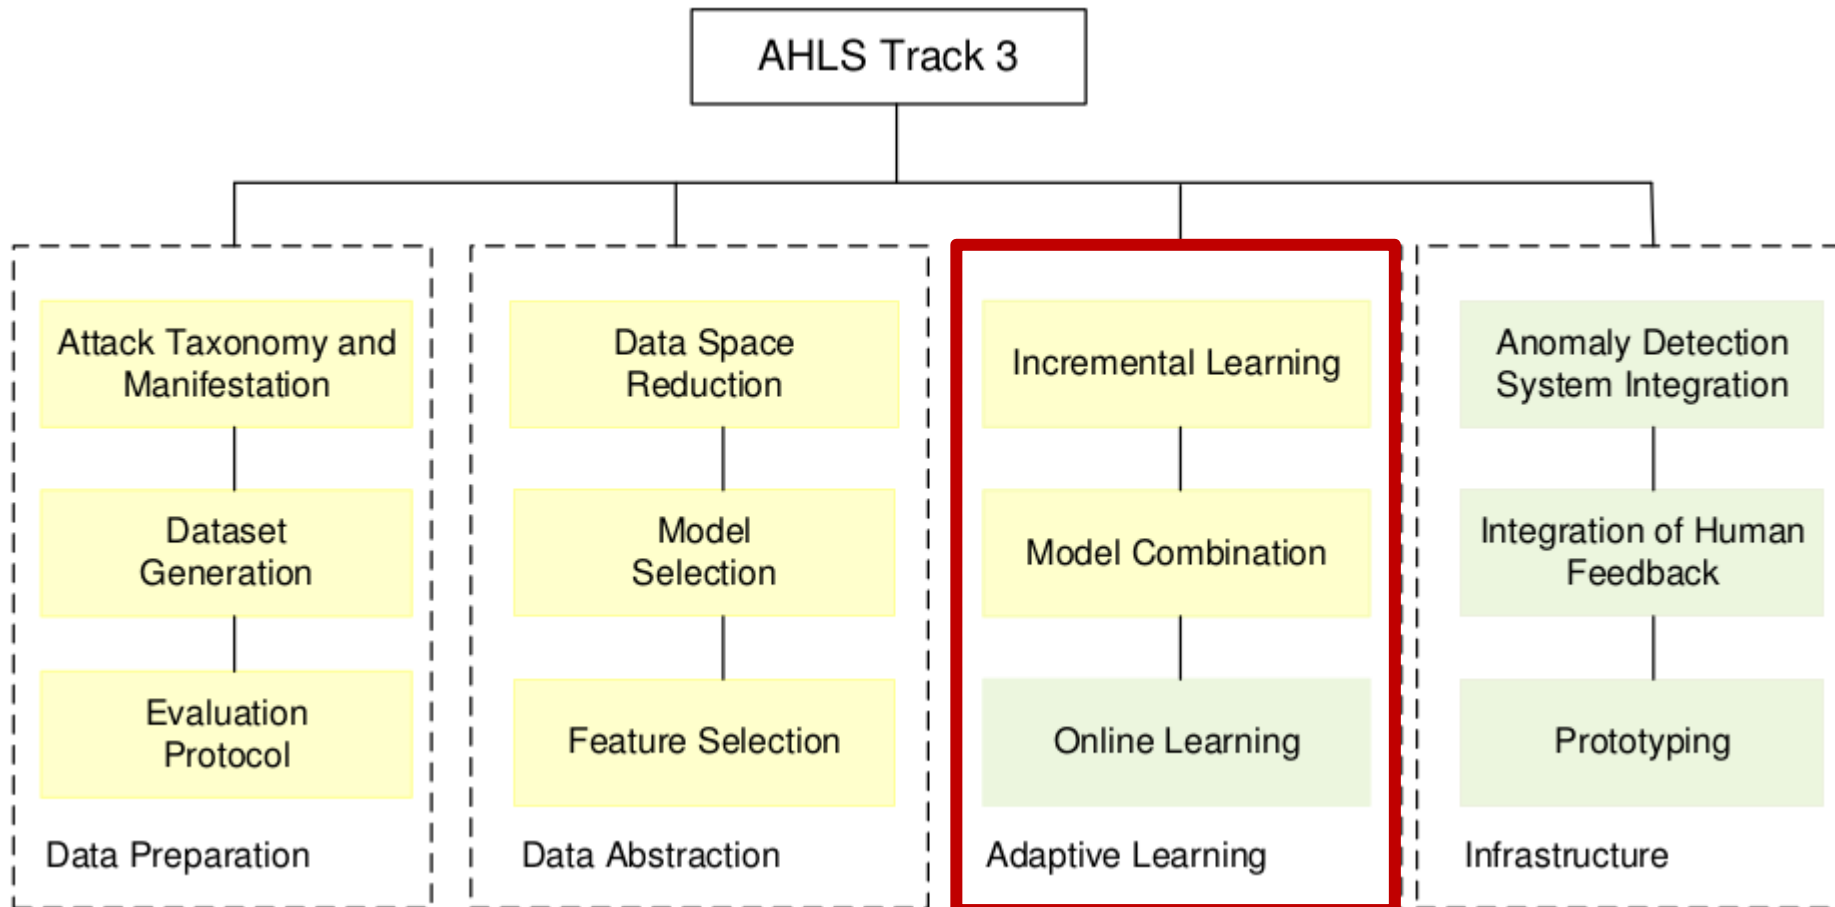 AHLS Track 3
Attack Taxonomy and
Manifestation
Dataset
Generation
Evaluation
Protocol
Data Preparation
Data Space
Reduction
Model
Selection
Feature Selection
Data Abstraction
Incremental Learning
Model Combination
Online Learning
Adaptive Learning
Anomaly Detection
System Integration
Integration of Human
Feedback
Prototyping
Infrastructure